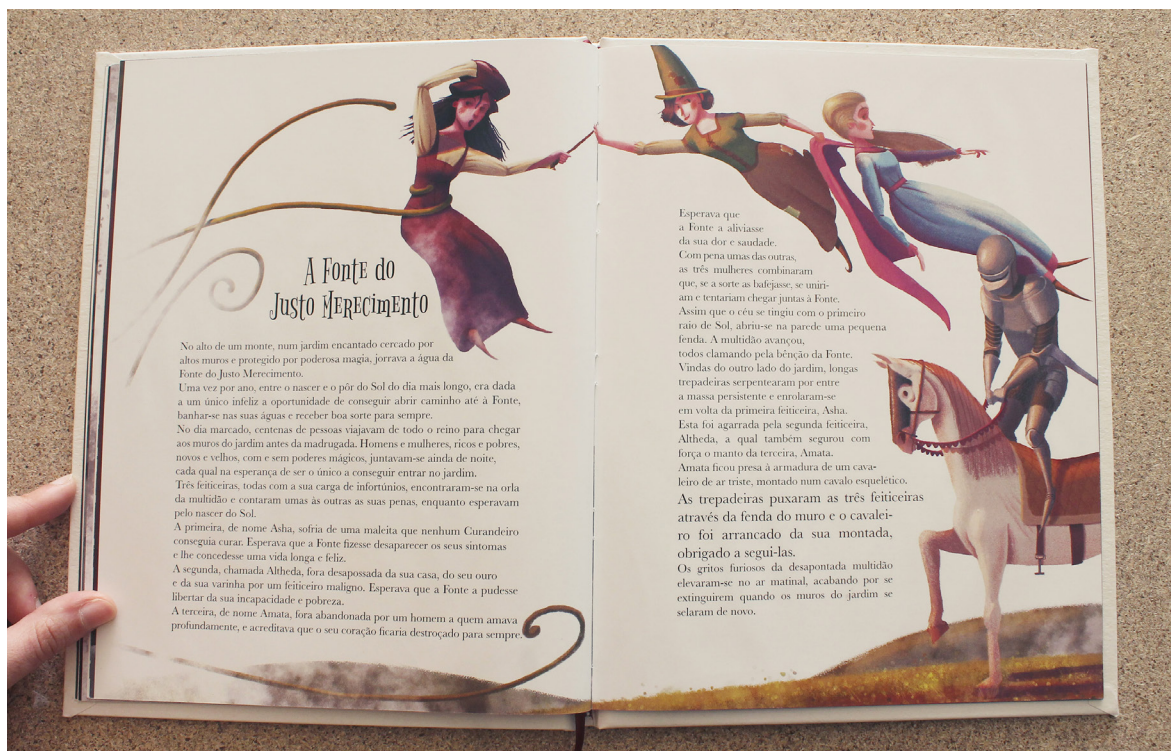 A Fonte do
Justo Merecimento
No alto de um monte, num jardim encantado cercado por
altos muros e protegido por poderosa magia, jorrava a água da
Fonte do Justo Merecimento.
Uma vez por ano, entre o nascer e o pôr do Sol do dia mais longo, era dada
a um único infeliz a oportunidade de conseguir abrir caminho até à Fonte,
banhar-se nas suas águas e receber boa sorte para sempre.
No dia marcado, centenas de pessoas viajavam de todo o reino para chegar
aos muros do jardim antes da madrugada. Homens e mulheres, ricos e pobres,
novos e velhos, com e sem poderes mágicos, juntavam-se ainda de noite,
cada qual na esperança de ser o único a conseguir entrar no jardim.
Três feiticeiras, todas com a sua carga de infortúnios, encontraram-se na orla
da multidão e contaram umas às outras as suas penas, enquanto esperavam
pelo nascer do Sol.
A primeira, de nome Asha, sofria de uma maleita que nenhum Curandeiro
conseguia curar. Esperava que a Fonte fizesse desaparecer os seus sintomas
e lhe concedesse uma vida longa e feliz.
A segunda, chamada Altheda, fora desapossada da sua casa, do seu ouro
e da sua varinha por um feiticeiro maligno. Esperava que a Fonte a pudesse
libertar da sua incapacidade e pobreza.
A terceira, de nome Amata, fora abandonada por um homem a quem amava
profundamente, e acreditava que o seu coração ficaria destroçado para sempre.
Esperava que
a Fonte a aliviasse
da sua dor e saudade.
Com pena umas das outras,
as três mulheres combinaram
que, se a sorte as bafejasse, se uniri-
am e tentariam chegar juntas à Fonte.
Assim que o céu se tingiu com o primeiro
raio de Sol, abriu-se na parede uma pequena
fenda. A multidão avançou,
todos clamando pela bênção da Fonte.
Vindas do outro lado do jardim, longas
trepadeiras serpentearam por entre
a massa persistente e enrolaram-se
em volta da primeira feiticeira, Asha.
Esta foi agarrada pela segunda feiticeira,
Altheda, a qual também segurou com
força o manto da terceira, Amata.
Amata ficou presa à armadura de um cava-
leiro de ar triste, montado num cavalo esquelético.
As trepadeiras puxaram as três feiticeiras
através da fenda do muro e o cavalei-
ro foi arrancado da sua montada,
obrigado a segui-las.
Os gritos furiosos da desapontada multidão
elevaram-se no ar matinal, acabando por se
extinguirem quando os muros do jardim se
selaram de novo.